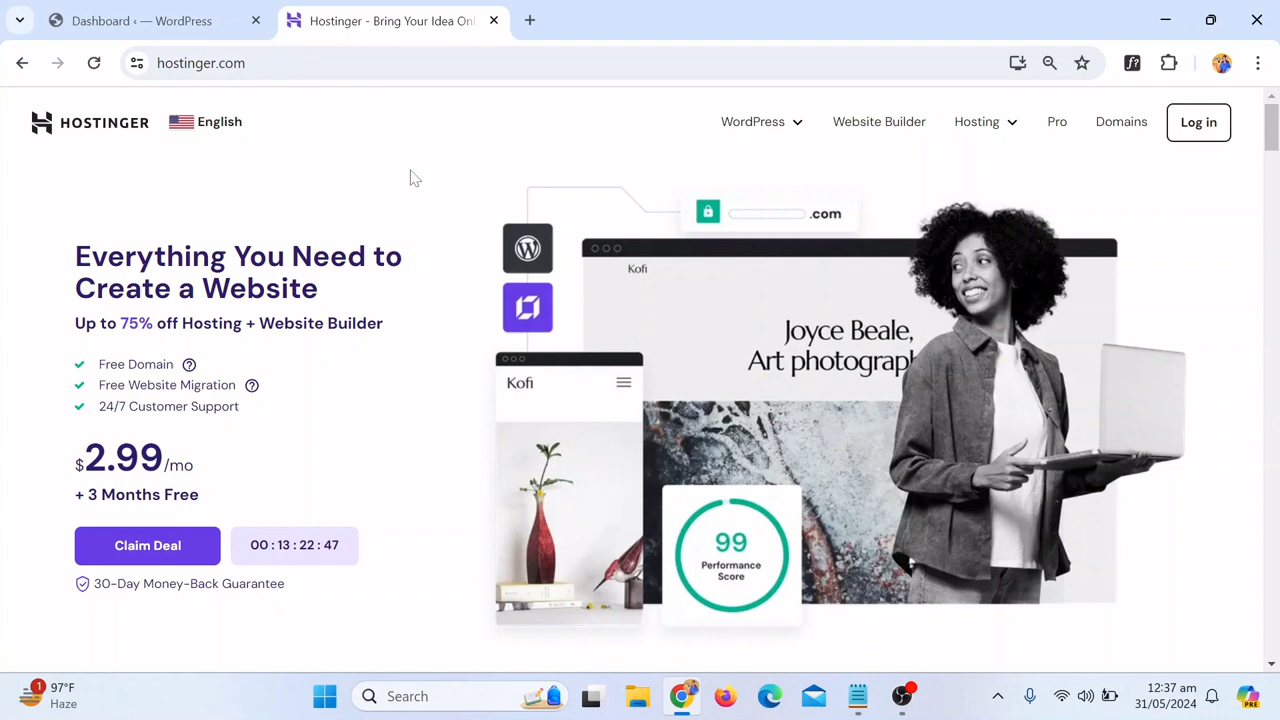 Dashboard ‹ — WordPress
Hostinger - Bring Your Idea Onl
hostinger.com
HOSTINGER
English
WordPress
Website Builder
Hosting
Pro
Domains
Log in
.com
Kofi
Everything You Need to
Create a Website
Up to 75% off Hosting + Website Builder
Joyce Beale,
Art photograph
Kofi
Free Domain
Free Website Migration
24/7 Customer Support
$2.99/mo
+ 3 Months Free
Claim Deal
00 : 13 : 22 : 47
99
Performance
Score
30-Day Money-Back Guarantee
1
97°F
Haze
Search
PRE
12:37 am
31/05/2024